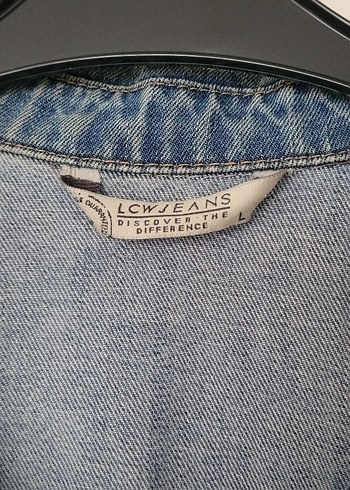 LCWJEANS
DISCOVER THE
DIFFERENCE
L